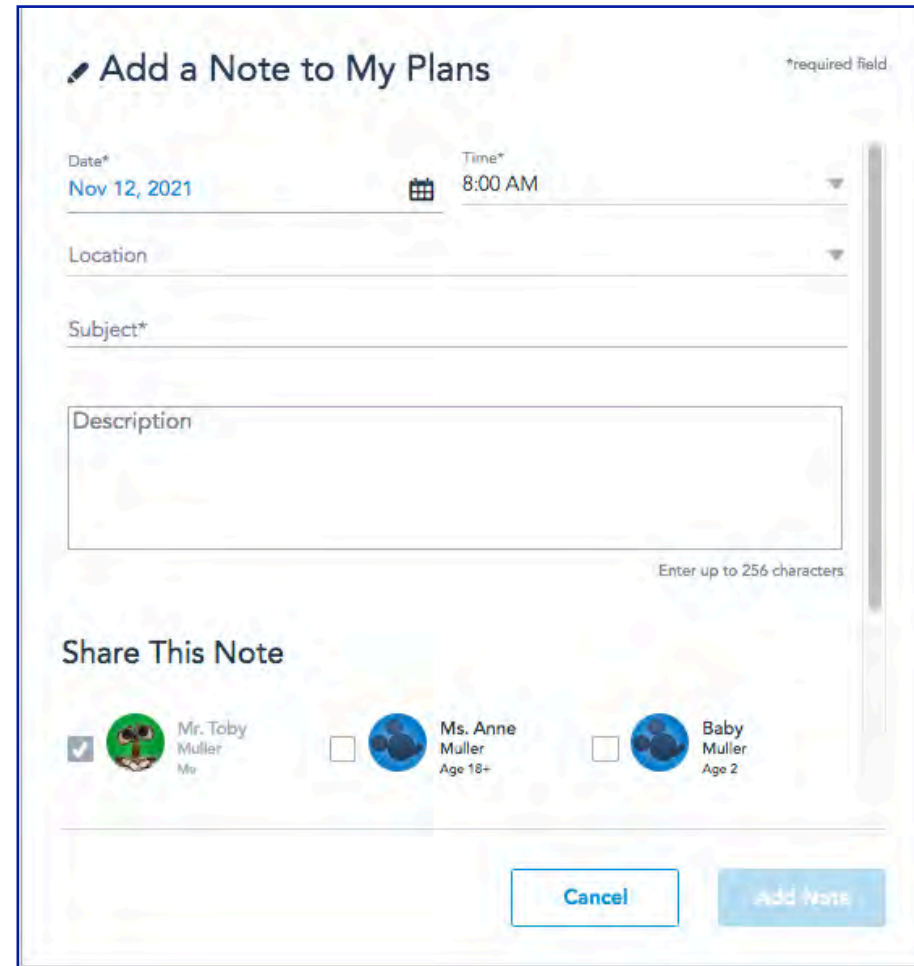 Add a Note to My Plans
*required field
Date*
Nov 12, 2021
Time*
8:00 AM
Location
Subject*
Description
Enter up to 256 characters
Share This Note
Mr. Toby
Muller
Me
Ms. Anne
Muller
Age 18+
Baby
Muller
Age 2
Cancel
Add Note